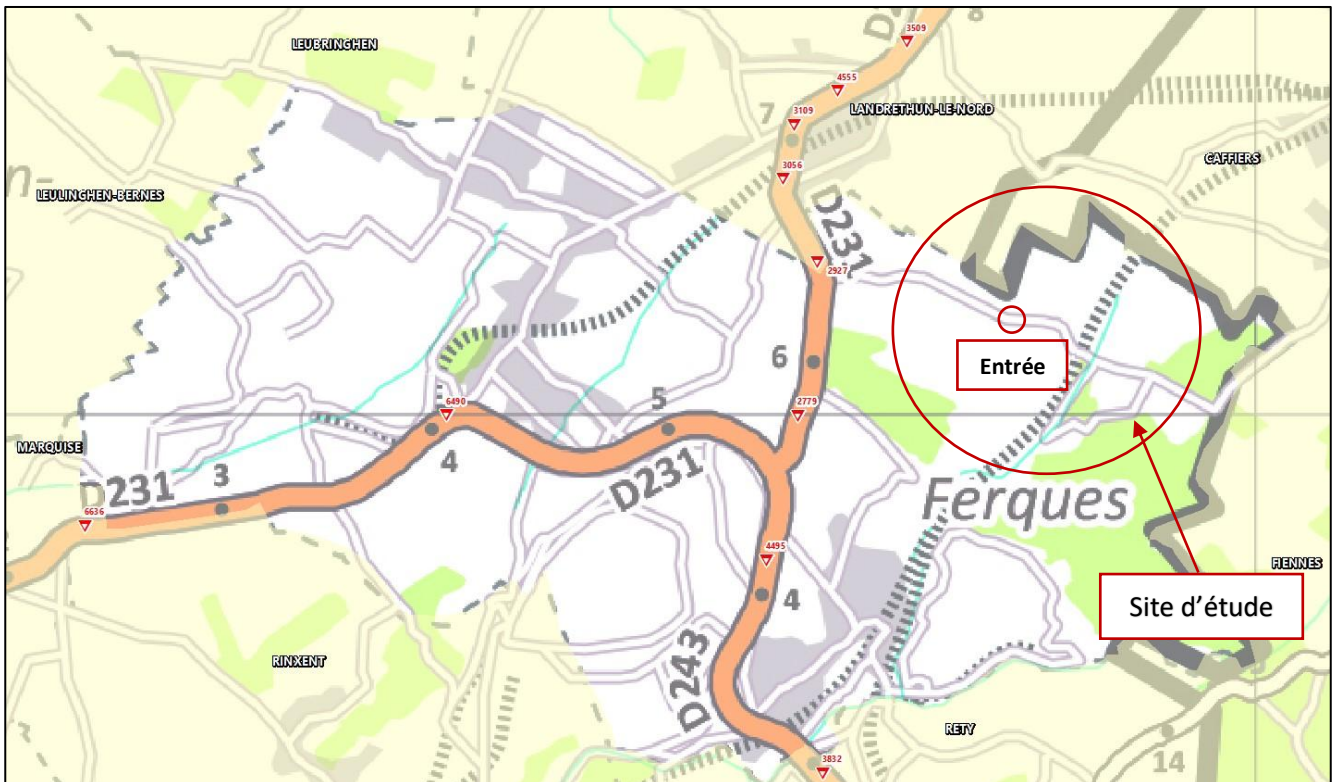 3509
LEUBRINGHEN
8
4555
7
3109
LANDRETHUN-LE-NORD
CAFFIERS
3056
n-
LEULINGHEN-BERNES
D231
2927
6
Entrée
6490
5
2779
MARQUISE
4
D231
3
D231
Ferques
6636
4495
FIENNES
4
Site d'étude
D243
RINXENT
RETY
3832
14